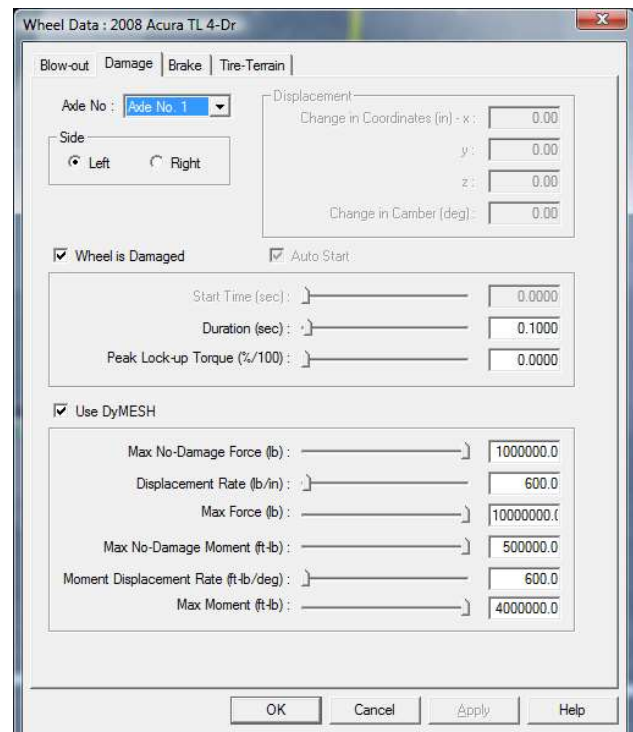 Wheel Data : 2008 Acura TL 4-Dr
Blow-out Damage Brake Tire-Terrain
Axle No : Axle No. 1
Displacement
Change in Coordinates (in) - x : 0.00
y : 0.00
z : 0.00
Change in Camber (deg) : 0.00
Side
Left Right
Wheel is Damaged Auto Start
Start Time (sec) : 0.0000
Duration (sec) : 0.1000
Peak Lock-up Torque (%/100) : 0.0000
Use DyMESH
Max No-Damage Force (lb) : 1000000.0
Displacement Rate (lb/in) : 600.0
Max Force (lb) : 10000000.(
Max No-Damage Moment (ft-lb) : 500000.0
Moment Displacement Rate (ft-lb/deg) : 600.0
Max Moment (ft-lb) : 4000000.0
OK Cancel Apply Help